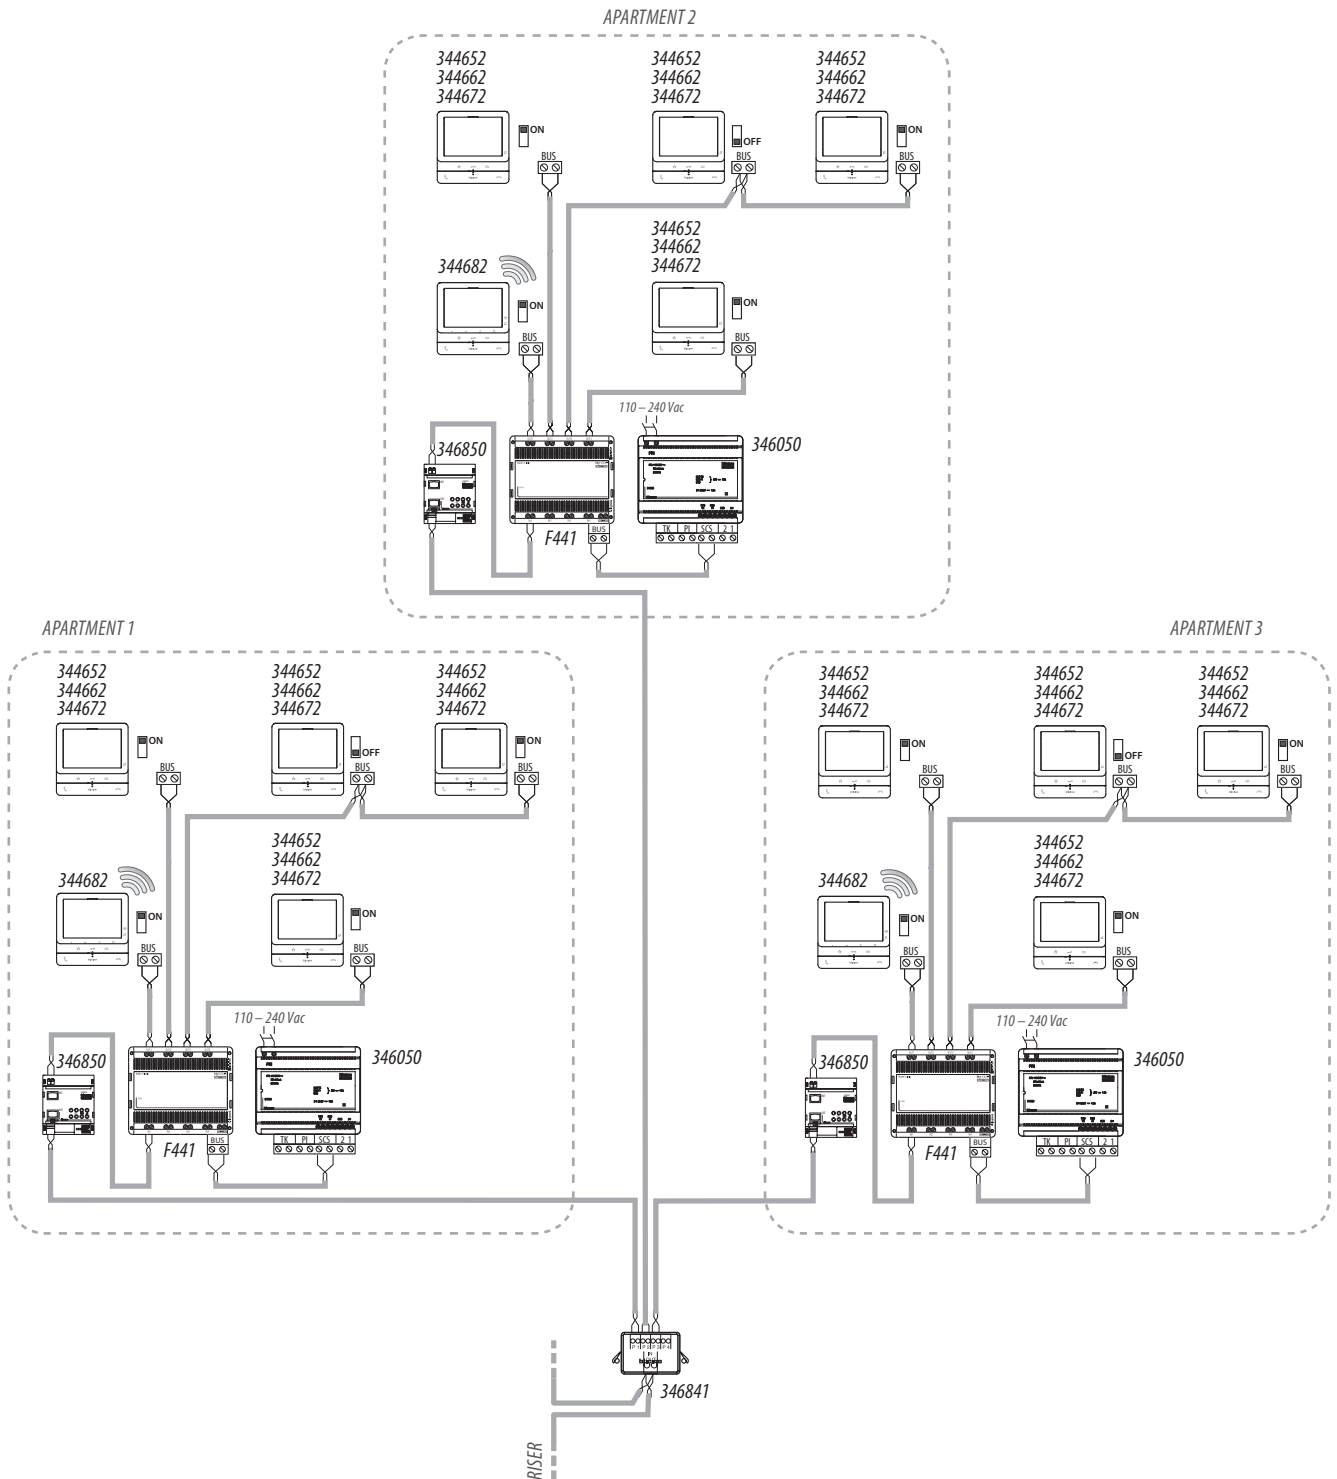 APARTMENT 2
344652
344662
344672
344652
344662
344672
344652
344662
344672
ON
OFF
ON
BUS
BUS
BUS
344652
344662
344672
344682
ON
ON
BUS
BUS
110 – 240 Vac
346850
346050
F441
BUS
TK PI SCS 2 1
APARTMENT 1
344652
344662
344672
344652
344662
344672
344652
344662
344672
ON
OFF
ON
BUS
BUS
BUS
344652
344662
344672
344682
ON
ON
BUS
BUS
110 – 240 Vac
346850
346050
F441
BUS
TK PI SCS 2 1
APARTMENT 3
344652
344662
344672
344652
344662
344672
344652
344662
344672
ON
OFF
ON
BUS
BUS
BUS
344652
344662
344672
344682
ON
ON
BUS
BUS
110 – 240 Vac
346850
346050
F441
BUS
TK PI SCS 2 1
P 1 P 2 P 3 P 4
IN
346841
RISER